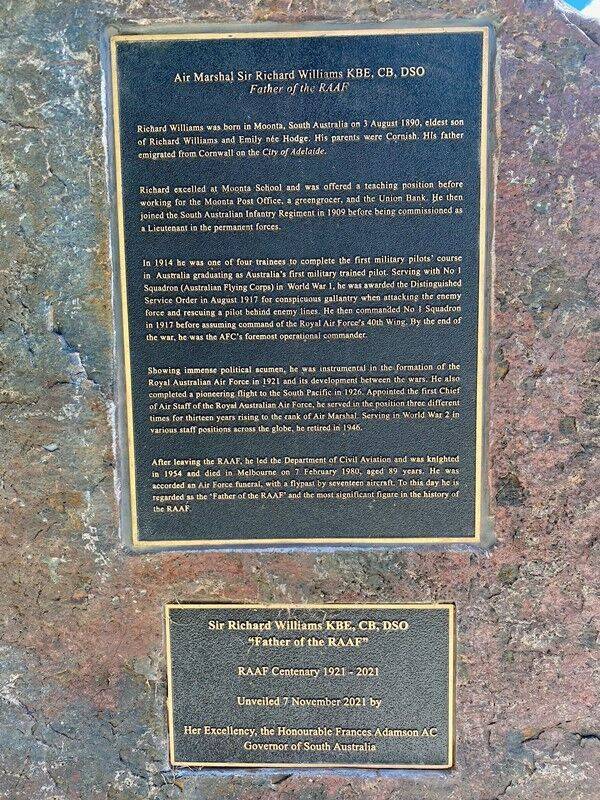 Air Marshal Sir Richard Williams KBE, CB, DSO
Father of the RAAF
Richard Williams was born in Moonta, South Australia on 3 August 1890, eldest son
of Richard Williams and Emily née Hodge. His parents were Cornish. His father
emigrated from Cornwall on the City of Adelaide.
Richard excelled at Moonta School and was offered a teaching position before
working for the Moonta Post Office, a greengrocer, and the Union Bank. He then
joined the South Australian Infantry Regiment in 1909 before being commissioned as
a Lieutenant in the permanent forces.
In 1914 he was one of four trainees to complete the first military pilots' course
in Australia graduating as Australia's first military trained pilot. Serving with No 1
Squadron (Australian Flying Corps) in World War 1, he was awarded the Distinguished
Service Order in August 1917 for conspicuous gallantry when attacking the enemy
force and rescuing a pilot behind enemy lines. He then commanded No 1 Squadron
in 1917 before assuming command of the Royal Air Force's 40th Wing. By the end of
the war, he was the AFC's foremost operational commander.
Showing immense political acumen, he was instrumental in the formation of the
Royal Australian Air Force in 1921 and its development between the wars. He also
completed a pioneering flight to the South Pacific in 1926. Appointed the first Chief
of Air Staff of the Royal Australian Air Force, he served in the position three different
times for thirteen years rising to the rank of Air Marshal. Serving in World War 2 in
various staff positions across the globe, he retired in 1946.
After leaving the RAAF, he led the Department of Civil Aviation and was knighted
in 1954 and died in Melbourne on 7 February 1980, aged 89 years. He was
accorded an Air Force funeral, with a flypast by seventeen aircraft. To this day he is
regarded as the 'Father of the RAAF' and the most significant figure in the history of
the RAAF.
Sir Richard Williams KBE, CB, DSO
"Father of the RAAF"
RAAF Centenary 1921 - 2021
Unveiled 7 November 2021 by
Her Excellency, the Honourable Frances Adamson AC
Governor of South Australia